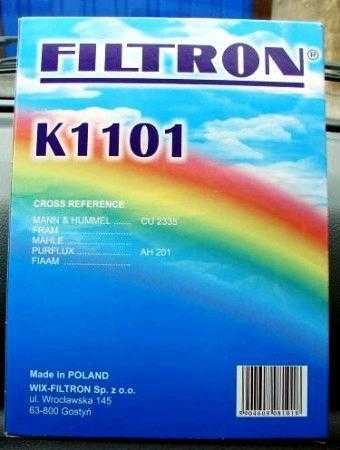 FILTRON®
K1101
CROSS REFERENCE
MANN & HUMMEL ....... CU 2335
FRAM ............................
MAHLE ..........................
PURFLUX ...................... AH 201
FIAAM ...........................
Made in POLAND
WIX-FILTRON Sp. z o.o.
ul. Wrocławska 145
63-800 Gostyń